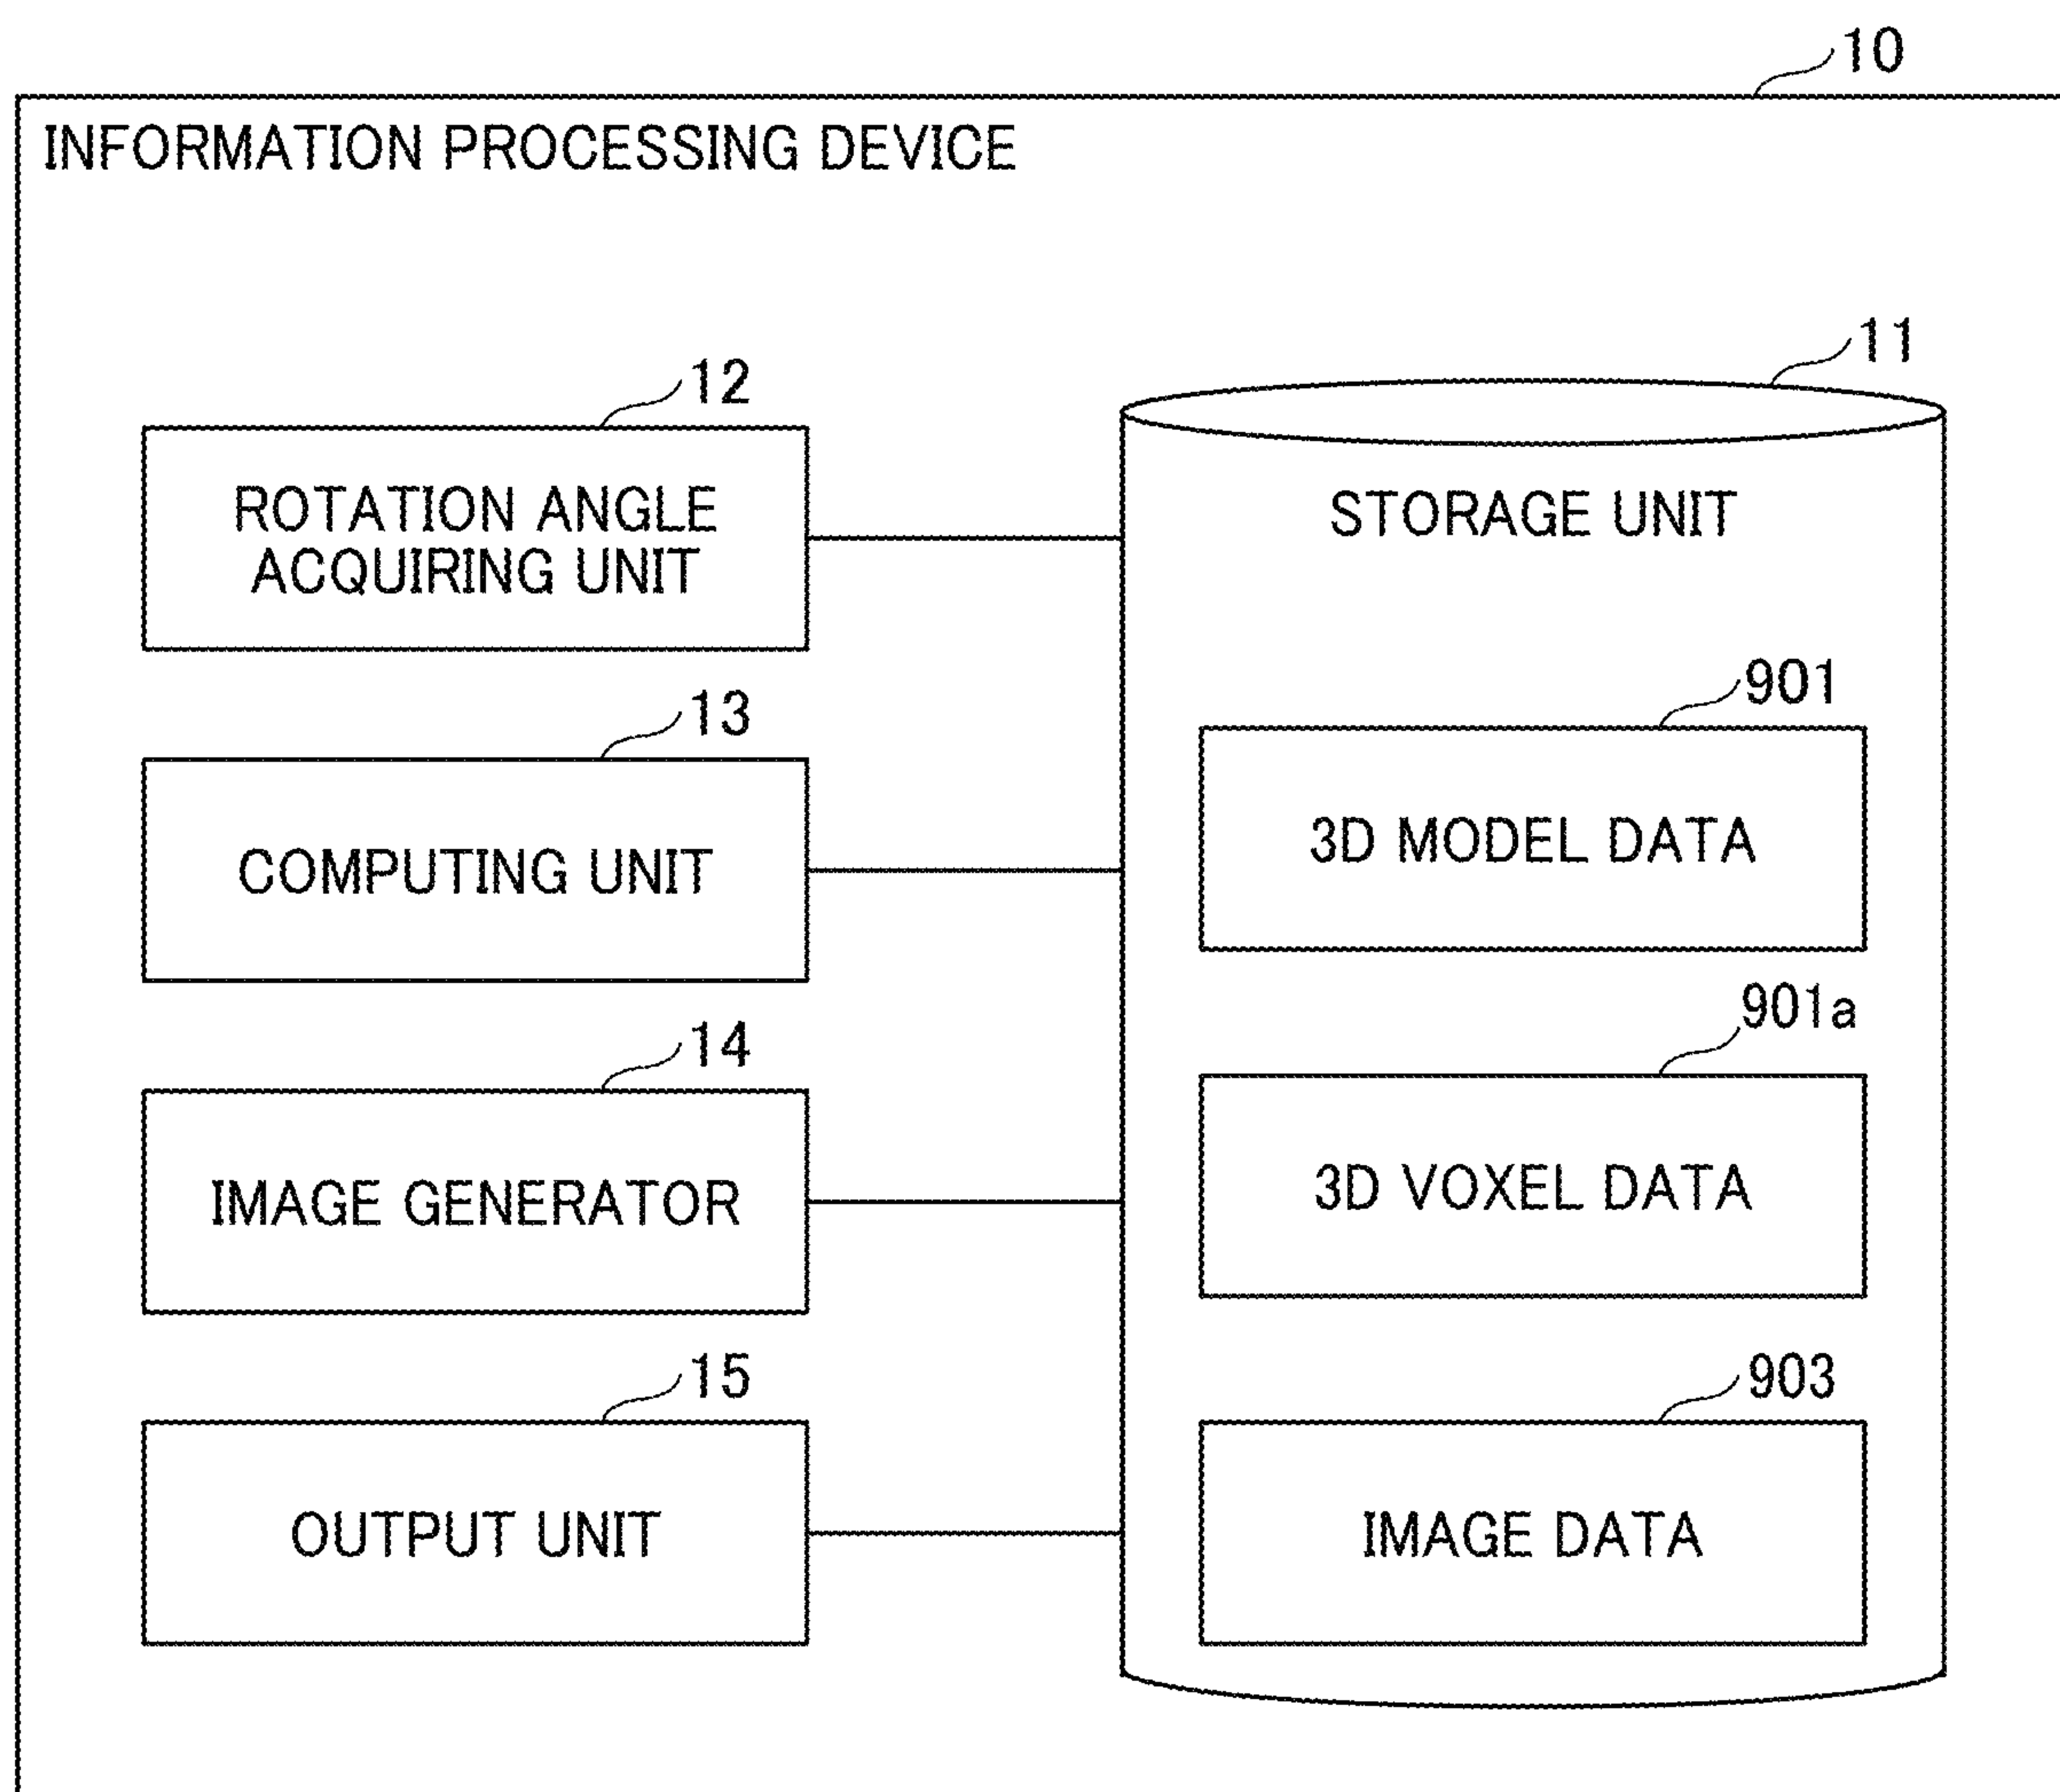 10
INFORMATION PROCESSING DEVICE
12
ROTATION ANGLE
ACQUIRING UNIT
13
COMPUTING UNIT
14
IMAGE GENERATOR
15
OUTPUT UNIT
11
STORAGE UNIT
901
3D MODEL DATA
901a
3D VOXEL DATA
903
IMAGE DATA